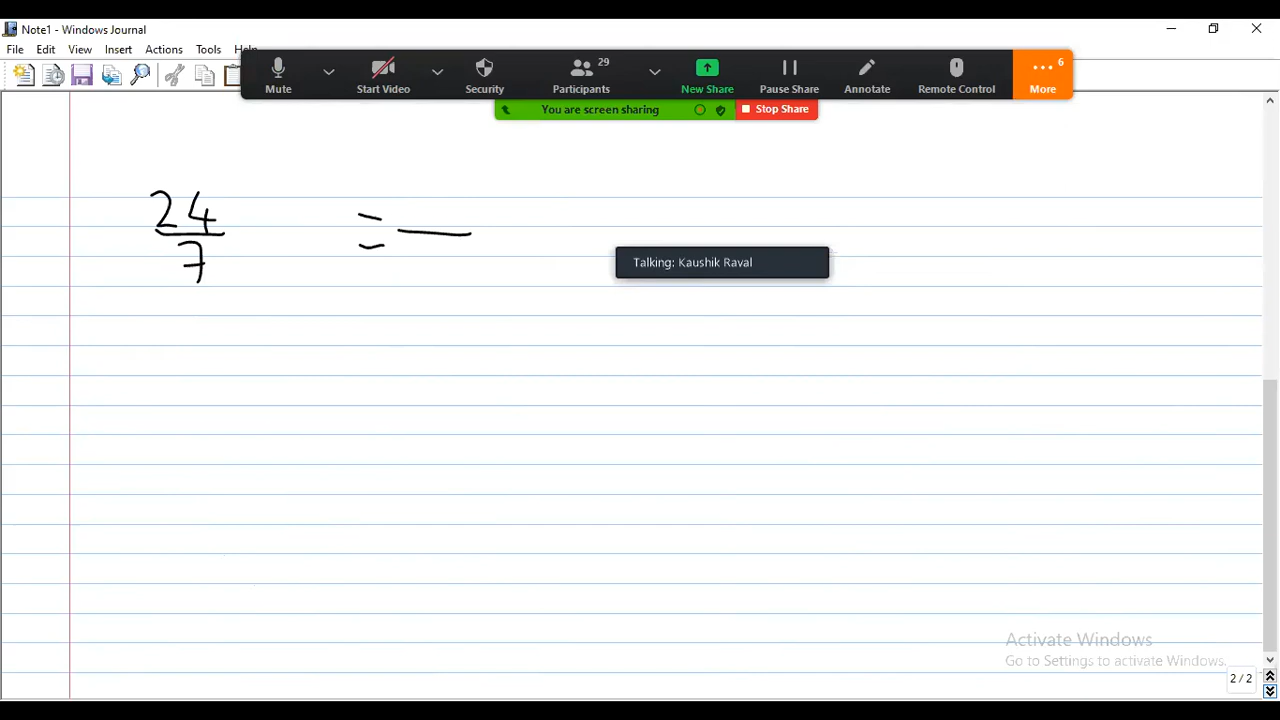 Note1 - Windows Journal
File Edit View Insert Actions Tools Help
29
6
Mute Start Video Security Participants New Share Pause Share Annotate Remote Control More
You are screen sharing Stop Share
24
=
7
Talking: Kaushik Raval
Activate Windows
Go to Settings to activate Windows.
2 / 2